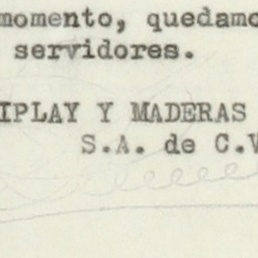 momento, quedamo
servidores.
IPLAY Y MADERAS
S.A. de C.V